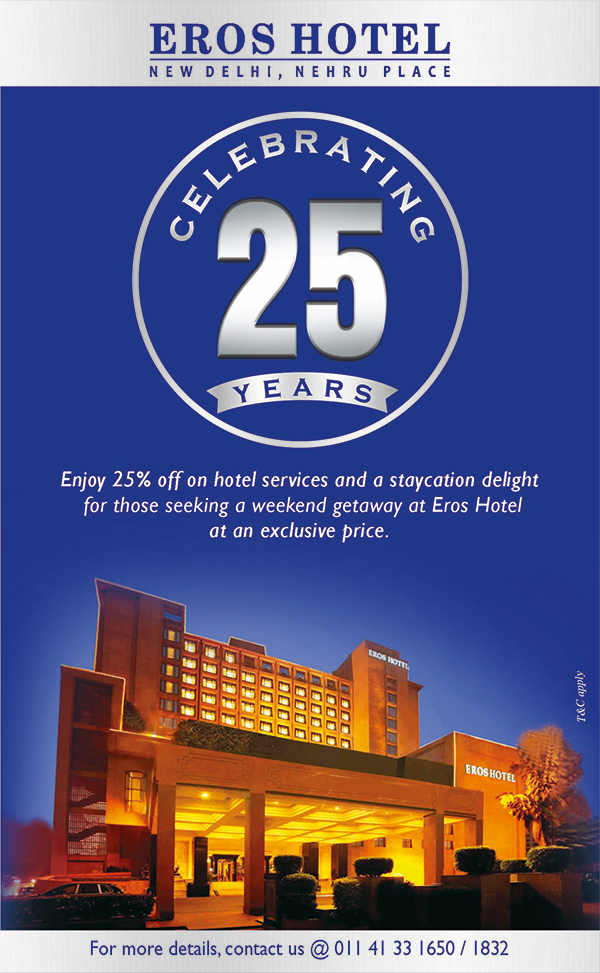 EROS HOTEL
NEW DELHI, NEHRU PLACE
CELEBRATING
25
YEARS
Enjoy 25% off on hotel services and a staycation delight
for those seeking a weekend getaway at Eros Hotel
at an exclusive price.
EROS HOTEL
T&C apply
EROS HOTEL
For more details, contact us @ 011 41 33 1650 / 1832